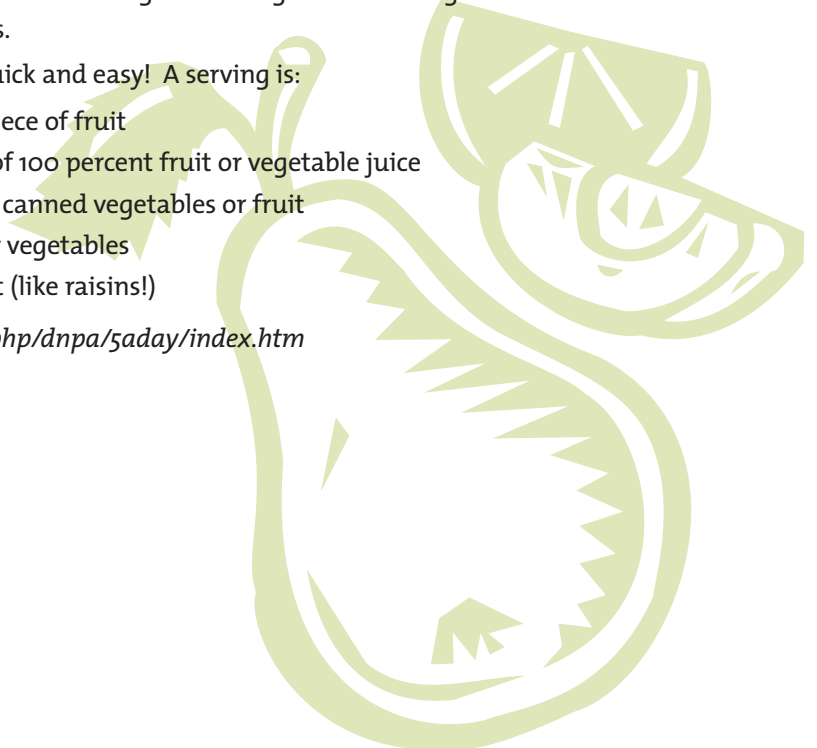 s.
uick and easy! A serving is:
ece of fruit
of 100 percent fruit or vegetable juice
canned vegetables or fruit
vegetables
t (like raisins!)
php/dnpa/5aday/index.htm